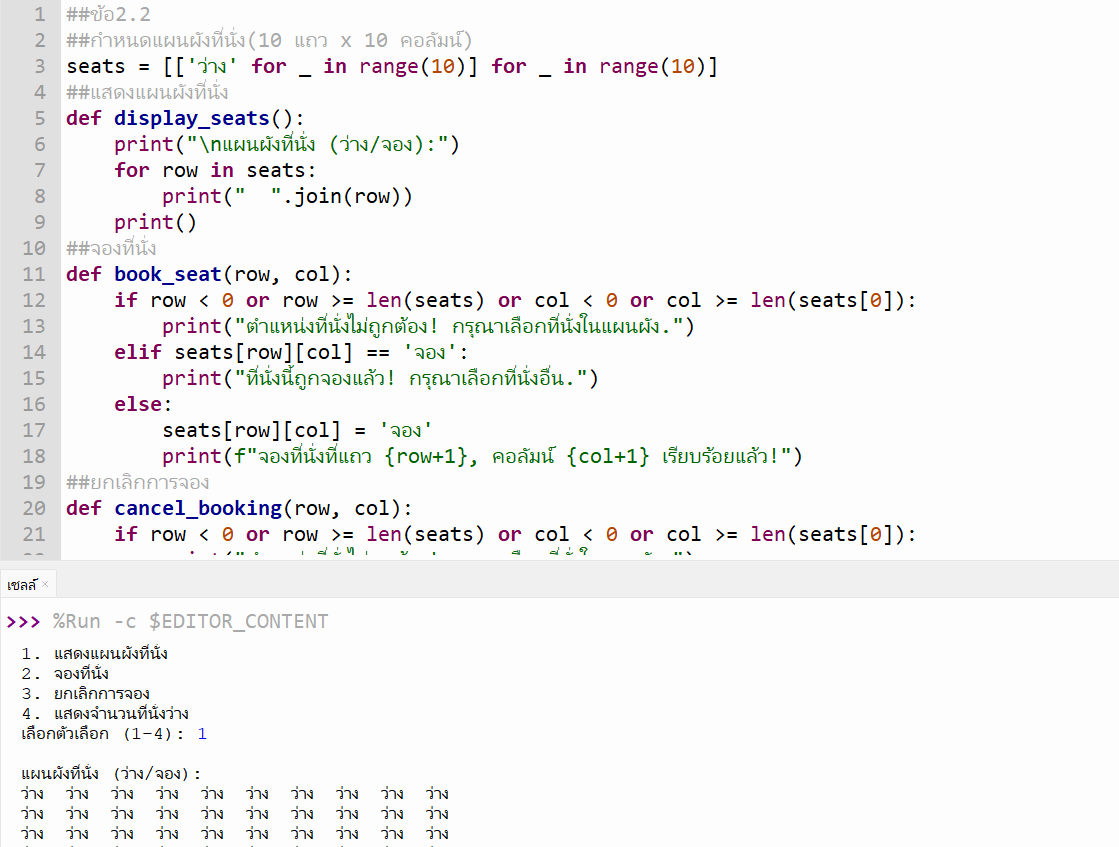 1 ##ข้อ2.2
2 ##กำหนดแผนผังที่นั่ง(10 แถว x 10 คอลัมน์)
3 seats = [['ว่าง' for _ in range(10)] for _ in range(10)]
4 ##แสดงแผนผังที่นั่ง
5 def display_seats():
6     print("\nแผนผังที่นั่ง (ว่าง/จอง):")
7     for row in seats:
8         print("  ".join(row))
9     print()
10 ##จองที่นั่ง
11 def book_seat(row, col):
12     if row < 0 or row >= len(seats) or col < 0 or col >= len(seats[0]):
13         print("ตำแหน่งที่นั่งไม่ถูกต้อง! กรุณาเลือกที่นั่งในแผนผัง.")
14     elif seats[row][col] == 'จอง':
15         print("ที่นั่งนี้ถูกจองแล้ว! กรุณาเลือกที่นั่งอื่น.")
16     else:
17         seats[row][col] = 'จอง'
18         print(f"จองที่นั่งที่แถว {row+1}, คอลัมน์ {col+1} เรียบร้อยแล้ว!")
19 ##ยกเลิกการจอง
20 def cancel_booking(row, col):
21     if row < 0 or row >= len(seats) or col < 0 or col >= len(seats[0]):
เชลล์ ×
>>> %Run -c $EDITOR_CONTENT
1. แสดงแผนผังที่นั่ง
2. จองที่นั่ง
3. ยกเลิกการจอง
4. แสดงจำนวนที่นั่งว่าง
เลือกตัวเลือก (1-4): 1
แผนผังที่นั่ง (ว่าง/จอง):
ว่าง  ว่าง  ว่าง  ว่าง  ว่าง  ว่าง  ว่าง  ว่าง  ว่าง  ว่าง
ว่าง  ว่าง  ว่าง  ว่าง  ว่าง  ว่าง  ว่าง  ว่าง  ว่าง  ว่าง
ว่าง  ว่าง  ว่าง  ว่าง  ว่าง  ว่าง  ว่าง  ว่าง  ว่าง  ว่าง